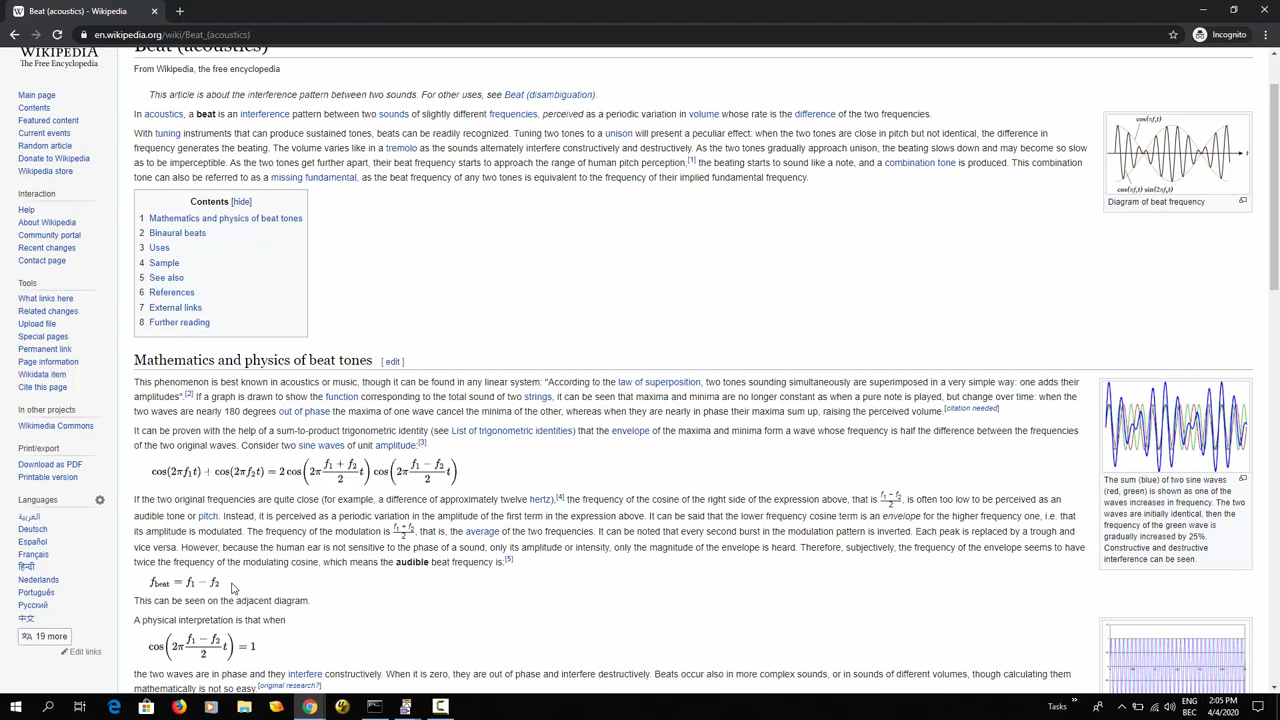 Beat (acoustics) - Wikipedia
en.wikipedia.org/wiki/Beat_(acoustics)
Incognito
WIKIPEDIA
The Free Encyclopedia
Main page
Contents
Featured content
Current events
Random article
Donate to Wikipedia
Wikipedia store
Interaction
Help
About Wikipedia
Community portal
Recent changes
Contact page
Tools
What links here
Related changes
Upload file
Special pages
Permanent link
Page information
Wikidata item
Cite this page
In other projects
Wikimedia Commons
Print/export
Download as PDF
Printable version
Languages
العربية
Deutsch
Español
Français
हिन्दी
Nederlands
Português
Русский
中文
19 more
Edit links
Beat (acoustics)
From Wikipedia, the free encyclopedia
This article is about the interference pattern between two sounds. For other uses, see Beat (disambiguation).
In acoustics, a beat is an interference pattern between two sounds of slightly different frequencies, perceived as a periodic variation in volume whose rate is the difference of the two frequencies.
With tuning instruments that can produce sustained tones, beats can be readily recognized. Tuning two tones to a unison will present a peculiar effect: when the two tones are close in pitch but not identical, the difference in
frequency generates the beating. The volume varies like in a tremolo as the sounds alternately interfere constructively and destructively. As the two tones gradually approach unison, the beating slows down and may become so slow
as to be imperceptible. As the two tones get further apart, their beat frequency starts to approach the range of human pitch perception,[1] the beating starts to sound like a note, and a combination tone is produced. This combination
tone can also be referred to as a missing fundamental, as the beat frequency of any two tones is equivalent to the frequency of their implied fundamental frequency.
Contents [hide]
1 Mathematics and physics of beat tones
2 Binaural beats
3 Uses
4 Sample
5 See also
6 References
7 External links
8 Further reading
Diagram of beat frequency
Mathematics and physics of beat tones [ edit ]
This phenomenon is best known in acoustics or music, though it can be found in any linear system: "According to the law of superposition, two tones sounding simultaneously are superimposed in a very simple way: one adds their
amplitudes".[2] If a graph is drawn to show the function corresponding to the total sound of two strings, it can be seen that maxima and minima are no longer constant as when a pure note is played, but change over time: when the
two waves are nearly 180 degrees out of phase the maxima of one wave cancel the minima of the other, whereas when they are nearly in phase their maxima sum up, raising the perceived volume.[citation needed]
It can be proven with the help of a sum-to-product trigonometric identity (see List of trigonometric identities) that the envelope of the maxima and minima form a wave whose frequency is half the difference between the frequencies
of the two original waves. Consider two sine waves of unit amplitude:[3]
cos(2πf₁t) + cos(2πf₂t) = 2 cos(2π (f₁ + f₂)/2 t) cos(2π (f₁ − f₂)/2 t)
If the two original frequencies are quite close (for example, a difference of approximately twelve hertz),[4] the frequency of the cosine of the right side of the expression above, that is (f₁ − f₂)/2, is often too low to be perceived as an
audible tone or pitch. Instead, it is perceived as a periodic variation in the amplitude of the first term in the expression above. It can be said that the lower frequency cosine term is an envelope for the higher frequency one, i.e. that
its amplitude is modulated. The frequency of the modulation is (f₁ + f₂)/2, that is, the average of the two frequencies. It can be noted that every second burst in the modulation pattern is inverted. Each peak is replaced by a trough and
vice versa. However, because the human ear is not sensitive to the phase of a sound, only its amplitude or intensity, only the magnitude of the envelope is heard. Therefore, subjectively, the frequency of the envelope seems to have
twice the frequency of the modulating cosine, which means the audible beat frequency is:[5]
f_beat = f₁ − f₂
This can be seen on the adjacent diagram.
A physical interpretation is that when
cos(2π (f₁ − f₂)/2 t) = 1
the two waves are in phase and they interfere constructively. When it is zero, they are out of phase and interfere destructively. Beats occur also in more complex sounds, or in sounds of different volumes, though calculating them
mathematically is not so easy.[original research?]
The sum (blue) of two sine waves
(red, green) is shown as one of the
waves increases in frequency. The two
waves are initially identical, then the
frequency of the green wave is
gradually increased by 25%.
Constructive and destructive
interference can be seen.
Tasks
ENG
BEC
2:05 PM
4/4/2020